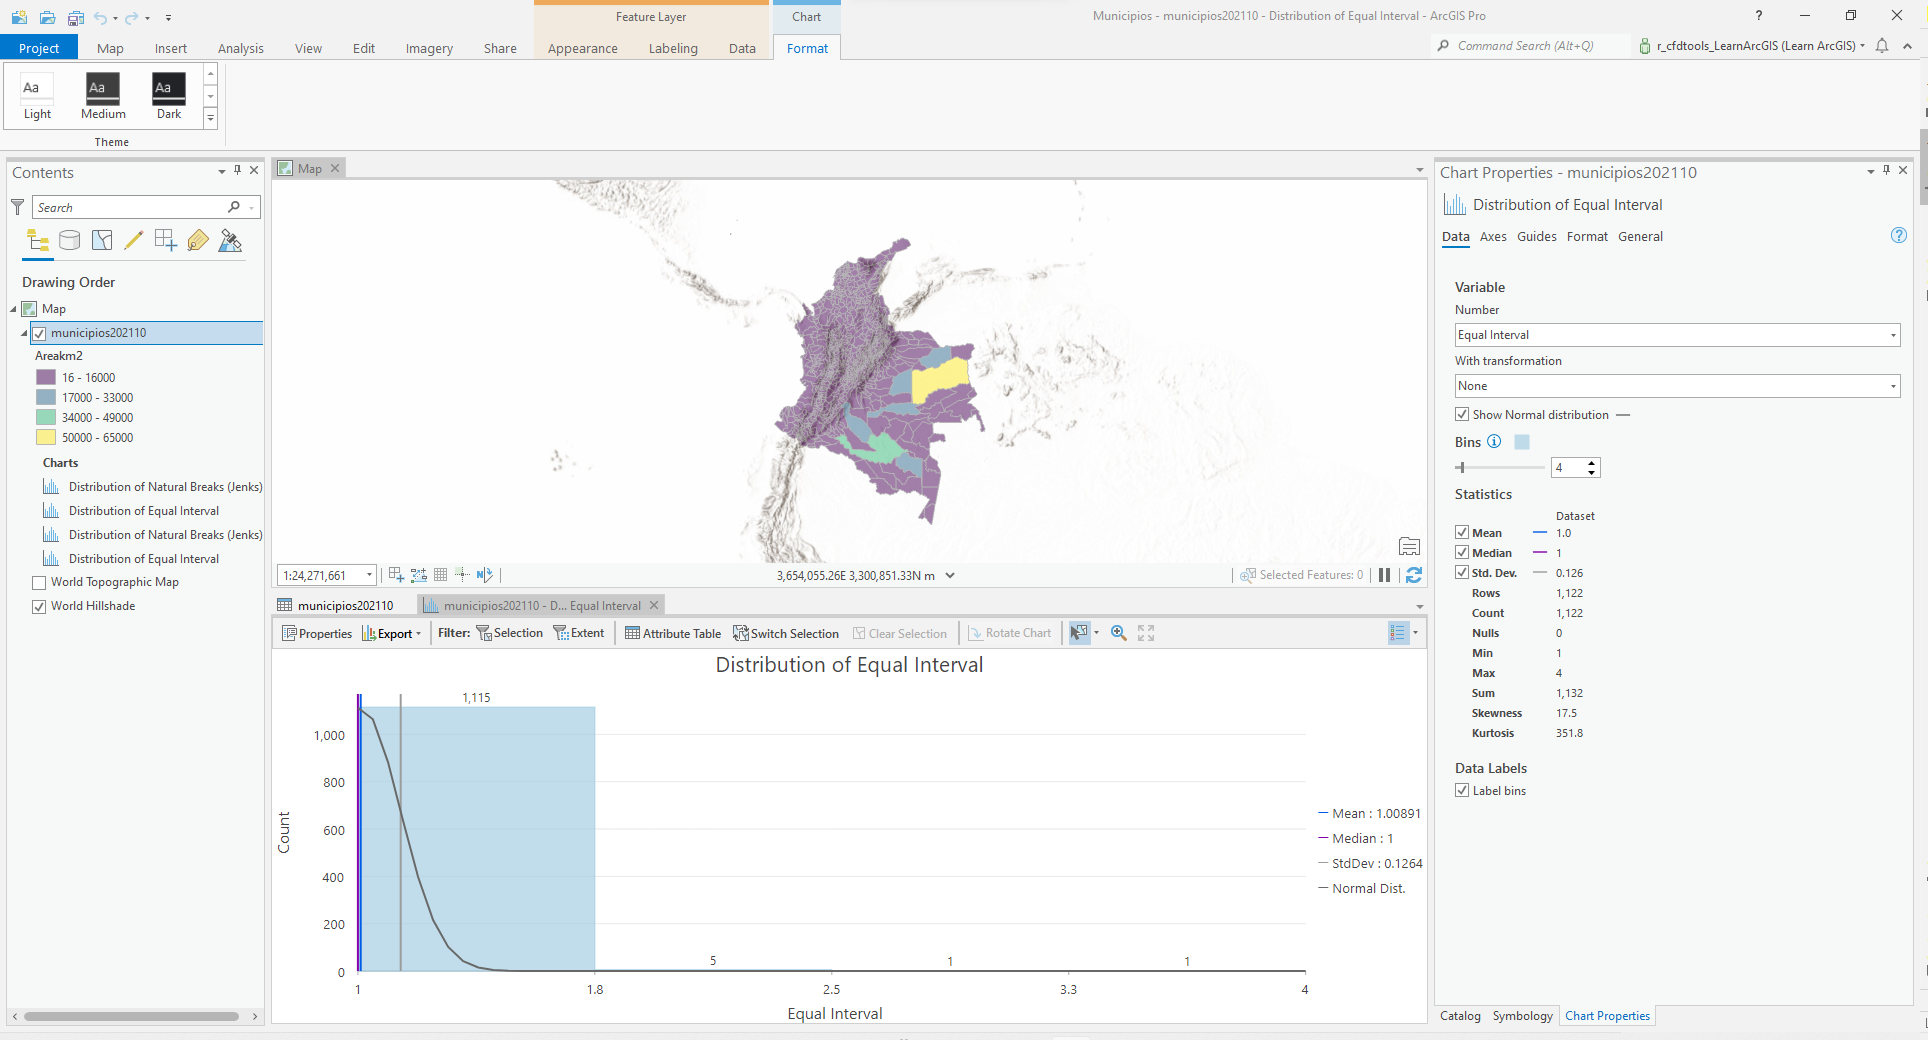 Feature Layer
Chart
Municipios - municipios202110 - Distribution of Equal Interval - ArcGIS Pro
?
Project
Map
Insert
Analysis
View
Edit
Imagery
Share
Appearance
Labeling
Data
Format
Command Search (Alt+Q)
r_cfdtools_LearnArcGIS (Learn ArcGIS)
Aa
Aa
Aa
Light
Medium
Dark
Theme
Contents
Search
Drawing Order
Map
municipios202110
Areakm2
16 - 16000
17000 - 33000
34000 - 49000
50000 - 65000
Charts
Distribution of Natural Breaks (Jenks)
Distribution of Equal Interval
Distribution of Natural Breaks (Jenks)
Distribution of Equal Interval
World Topographic Map
World Hillshade
Map
1:24,271,661
3,654,055.26E 3,300,851.33N m
Selected Features: 0
municipios202110
municipios202110 - D... Equal Interval
Properties
Export
Filter:
Selection
Extent
Attribute Table
Switch Selection
Clear Selection
Rotate Chart
Distribution of Equal Interval
1,115
1,000
800
600
400
200
0
Count
5
1
1
1
1.8
2.5
3.3
4
Equal Interval
Mean : 1.00891
Median : 1
StdDev : 0.1264
Normal Dist.
Chart Properties - municipios202110
Distribution of Equal Interval
Data
Axes
Guides
Format
General
?
Variable
Number
Equal Interval
With transformation
None
Show Normal distribution
Bins
4
Statistics
Dataset
Mean 1.0
Median 1
Std. Dev. 0.126
Rows 1,122
Count 1,122
Nulls 0
Min 1
Max 4
Sum 1,132
Skewness 17.5
Kurtosis 351.8
Data Labels
Label bins
Catalog
Symbology
Chart Properties